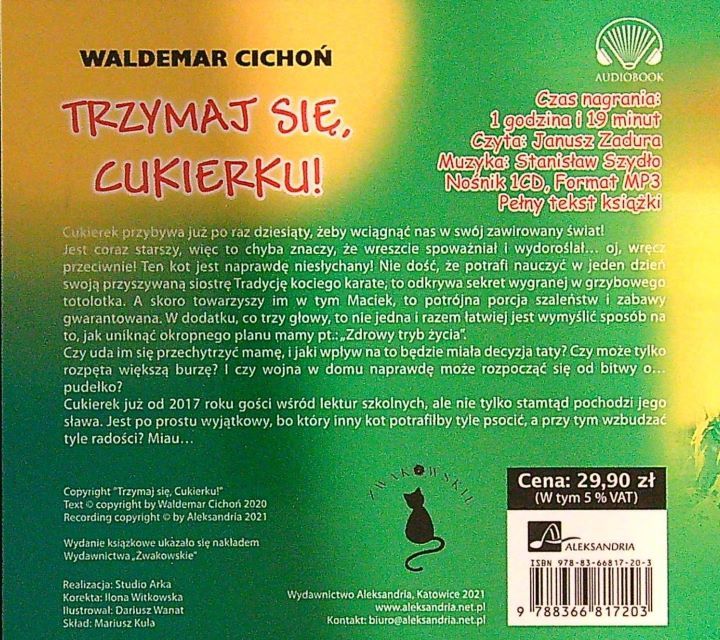 WALDEMAR CICHOŃ
TRZYMAJ SIĘ,
CUKIERKU!
AUDIOBOOK
Czas nagrania:
1 godzina i 19 minut
Czyta: Janusz Zadura
Muzyka: Stanisław Szydło
Nośnik 1CD, Format MP3
Pełny tekst książki
Cukierek przybywa już po raz dziesiąty, żeby wciągnąć nas w swój zawirowany świat!
Jest coraz starszy, więc to chyba znaczy, że wreszcie spoważniał i wydoroślał... oj, wręcz
przeciwnie! Ten kot jest naprawdę niesłychany! Nie dość, że potrafi nauczyć w jeden dzień
swoją przyszywaną siostrę Tradycję kociego karate, to odkrywa sekret wygranej w grzybowego
totolotka. A skoro towarzyszy im w tym Maciek, to potrójna porcja szaleństw i zabawy
gwarantowana. W dodatku, co trzy głowy, to nie jedna i razem łatwiej jest wymyślić sposób na
to, jak uniknąć okropnego planu mamy pt.: „Zdrowy tryb życia”.
Czy uda im się przechytrzyć mamę, i jaki wpływ na to będzie miała decyzja taty? Czy może tylko
rozpęta większą burzę? I czy wojna w domu naprawdę może rozpocząć się od bitwy o...
pudełko?
Cukierek już od 2017 roku gości wśród lektur szkolnych, ale nie tylko stamtąd pochodzi jego
sława. Jest po prostu wyjątkowy, bo który inny kot potrafilby tyle psocić, a przy tym wzbudzać
tyle radości? Miau...
Copyright "Trzymaj się, Cukierku!"
Text © copyright by Waldemar Cichoń 2020
Recording copyright © by Aleksandria 2021
Wydanie książkowe ukazało się nakładem
Wydawnictwa „Żwakowskie”
Realizacja: Studio Arka
Korekta: Ilona Witkowska
Ilustrował: Dariusz Wanat
Skład: Mariusz Kula
ŻWAKOWSKIE
Wydawnictwo Aleksandria, Katowice 2021
www.aleksandria.net.pl
Kontakt: biuro@aleksandria.net.pl
Cena: 29,90 zł
(W tym 5 % VAT)
ALEKSANDRIA
ISBN 978-83-66817-20-3
9 788366 817203